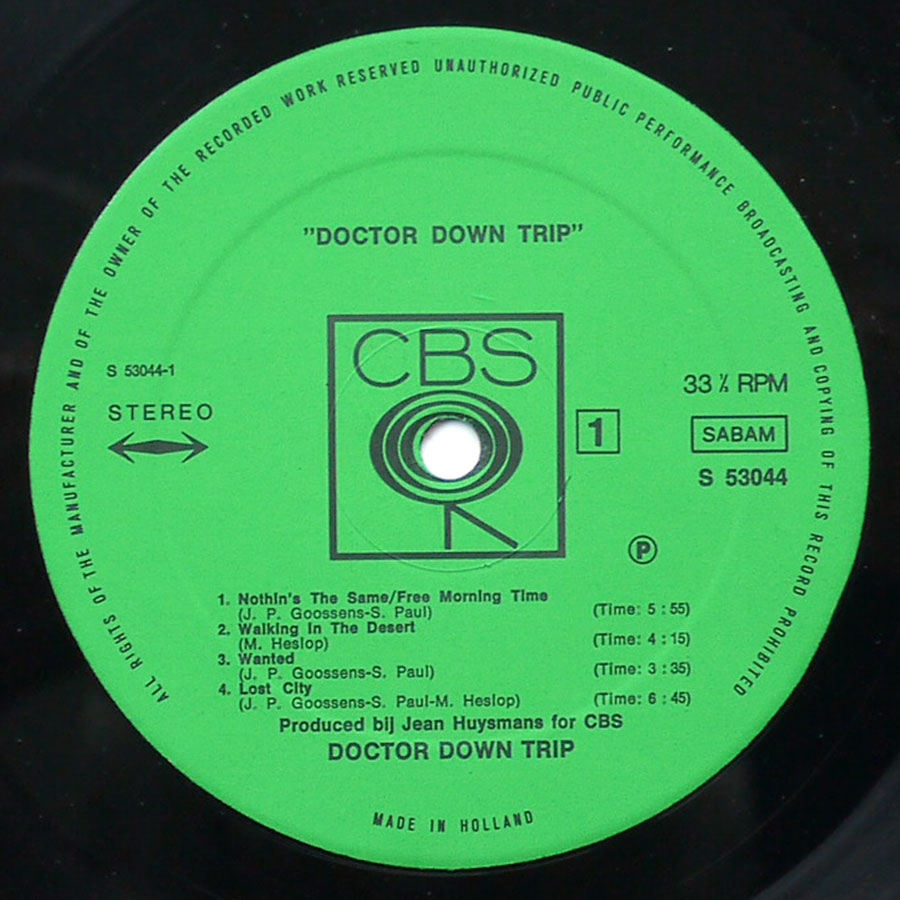 ALL RIGHTS OF THE MANUFACTURER AND OF THE OWNER OF THE RECORDED WORK RESERVED UNAUTHORIZED PUBLIC PERFORMANCE BROADCASTING AND COPYING OF THIS RECORD PROHIBITED
"DOCTOR DOWN TRIP"
CBS
S 53044-1
STEREO
1
33 ⅓ RPM
SABAM
S 53044
P
1. Nothin's The Same/Free Morning Time
(J. P. Goossens-S. Paul) (Time: 5 : 55)
2. Walking In The Desert
(M. Heslop) (Time: 4 : 15)
3. Wanted
(J. P. Goossens-S. Paul) (Time: 3 : 35)
4. Lost City
(J. P. Goossens-S. Paul-M. Heslop) (Time: 6 : 45)
Produced bij Jean Huysmans for CBS
DOCTOR DOWN TRIP
MADE IN HOLLAND